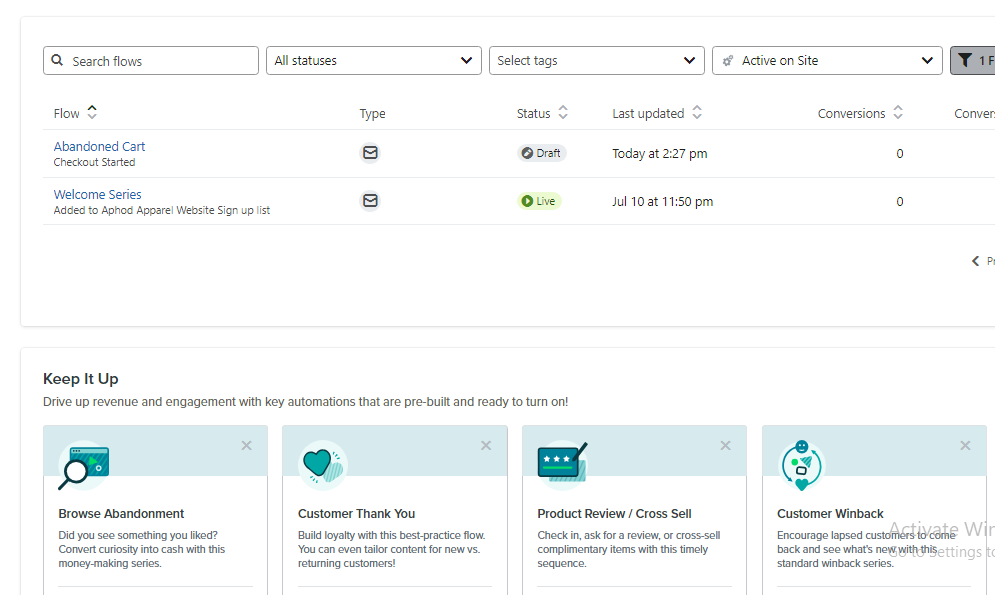 Search flows
All statuses
Select tags
Active on Site
1 F
Flow
Type
Status
Last updated
Conversions
Convers
Abandoned Cart
Checkout Started
Draft
Today at 2:27 pm
0
Welcome Series
Added to Aphod Apparel Website Sign up list
Live
Jul 10 at 11:50 pm
0
Pr
Keep It Up
Drive up revenue and engagement with key automations that are pre-built and ready to turn on!
Browse Abandonment
Did you see something you liked?
Convert curiosity into cash with this
money-making series.
Customer Thank You
Build loyalty with this best-practice flow.
You can even tailor content for new vs.
returning customers!
Product Review / Cross Sell
Check in, ask for a review, or cross-sell
complimentary items with this timely
sequence.
Customer Winback
Encourage lapsed customers to come
back and see what's new with this
standard winback series.
Activate Win
Go to Settings to